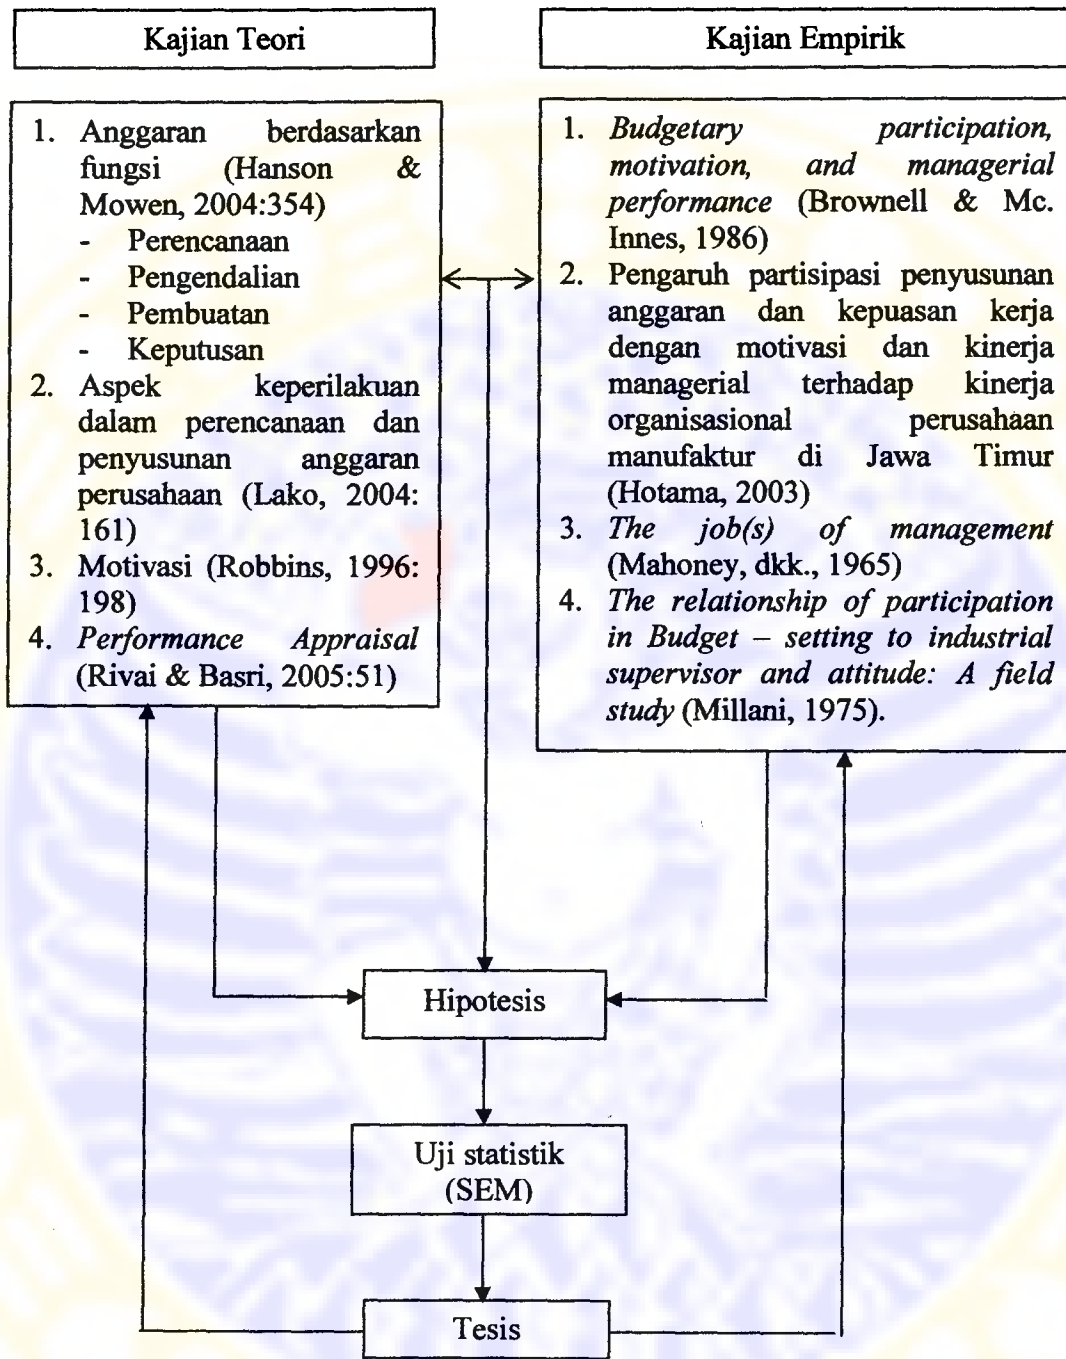 Kajian Teori
1. Anggaran berdasarkan
fungsi (Hanson &
Mowen, 2004:354)
- Perencanaan
- Pengendalian
- Pembuatan
- Keputusan
2. Aspek keperilakuan
dalam perencanaan dan
penyusunan anggaran
perusahaan (Lako, 2004:
161)
3. Motivasi (Robbins, 1996:
198)
4. Performance Appraisal
(Rivai & Basri, 2005:51)
Kajian Empirik
1. Budgetary participation,
motivation, and managerial
performance (Brownell & Mc.
Innes, 1986)
2. Pengaruh partisipasi penyusunan
anggaran dan kepuasan kerja
dengan motivasi dan kinerja
managerial terhadap kinerja
organisasional perusahaan
manufaktur di Jawa Timur
(Hotama, 2003)
3. The job(s) of management
(Mahoney, dkk., 1965)
4. The relationship of participation
in Budget – setting to industrial
supervisor and attitude: A field
study (Millani, 1975).
Hipotesis
Uji statistik
(SEM)
Tesis